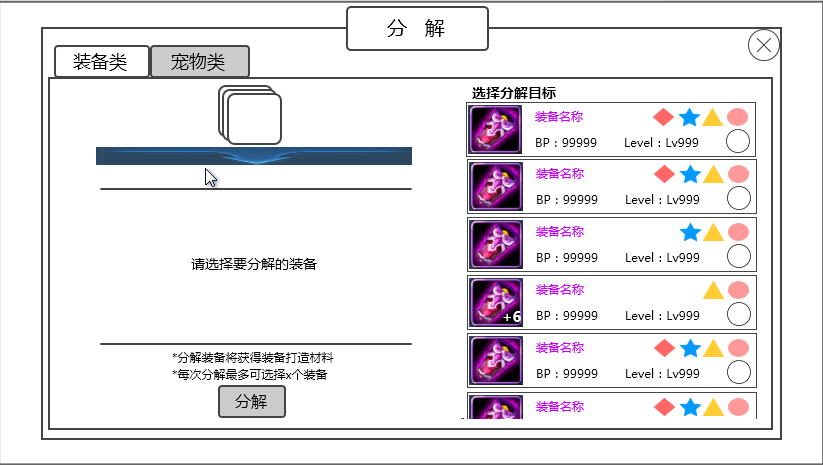 分 解
装备类
宠物类
选择分解目标
装备名称
BP：99999 Level：Lv999
装备名称
BP：99999 Level：Lv999
装备名称
BP：99999 Level：Lv999
装备名称
+6
BP：99999 Level：Lv999
装备名称
BP：99999 Level：Lv999
装备名称
请选择要分解的装备
*分解装备将获得装备打造材料
*每次分解最多可选择x个装备
分解